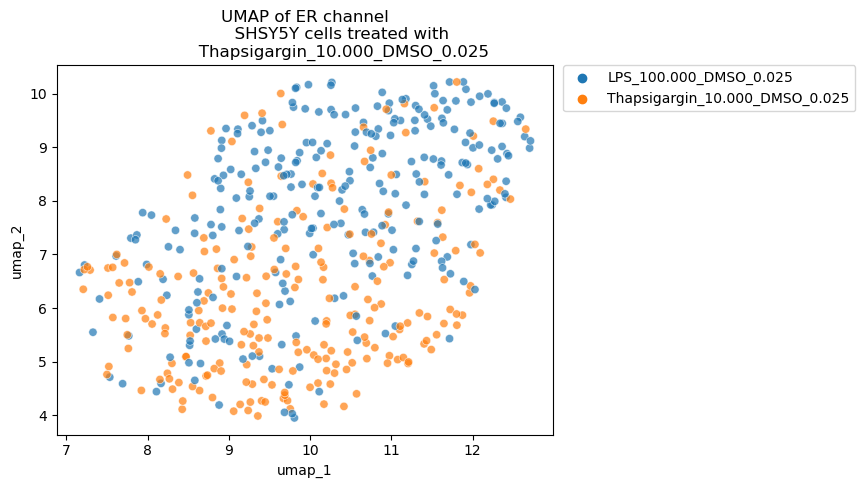 UMAP of ER channel
SHSY5Y cells treated with
Thapsigargin_10.000_DMSO_0.025
LPS_100.000_DMSO_0.025
Thapsigargin_10.000_DMSO_0.025
umap_2
10
9
8
7
6
5
4
7 8 9 10 11 12
umap_1